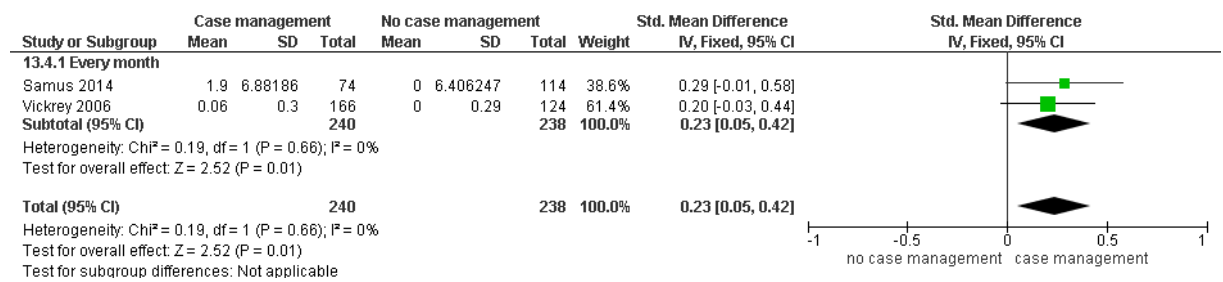 Case management No case management Std. Mean Difference Std. Mean Difference
Study or Subgroup Mean SD Total Mean SD Total Weight IV, Fixed, 95% CI IV, Fixed, 95% CI
13.4.1 Every month
Samus 2014 1.9 6.88186 74 0 6.406247 114 38.6% 0.29 [-0.01, 0.58]
Vickrey 2006 0.06 0.3 166 0 0.29 124 61.4% 0.20 [-0.03, 0.44]
Subtotal (95% CI) 240 238 100.0% 0.23 [0.05, 0.42]
Heterogeneity: Chi² = 0.19, df = 1 (P = 0.66); I² = 0%
Test for overall effect: Z = 2.52 (P = 0.01)
Total (95% CI) 240 238 100.0% 0.23 [0.05, 0.42]
Heterogeneity: Chi² = 0.19, df = 1 (P = 0.66); I² = 0%
Test for overall effect: Z = 2.52 (P = 0.01)
Test for subgroup differences: Not applicable
-1 -0.5 0 0.5 1
no case management case management